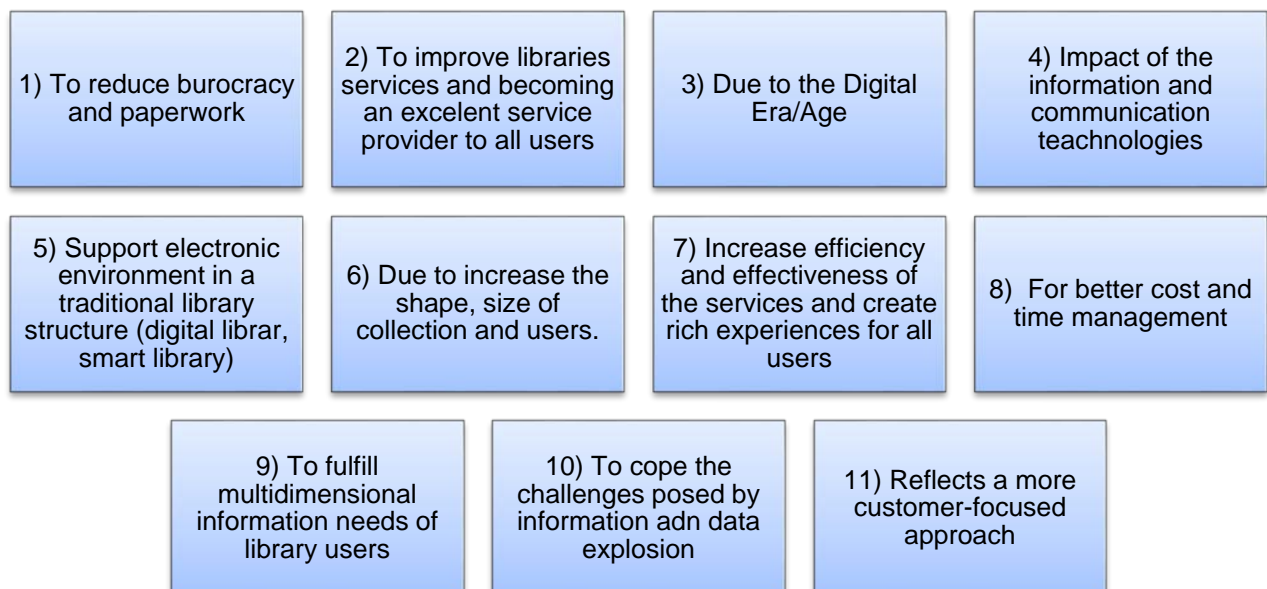 1) To reduce burocracy
and paperwork
2) To improve libraries
services and becoming
an excelent service
provider to all users
3) Due to the Digital
Era/Age
4) Impact of the
information and
communication
teachnologies
5) Support electronic
environment in a
traditional library
structure (digital librar,
smart library)
6) Due to increase the
shape, size of
collection and users.
7) Increase efficiency
and effectiveness of
the services and create
rich experiences for all
users
8) For better cost and
time management
9) To fulfill
multidimensional
information needs of
library users
10) To cope the
challenges posed by
information adn data
explosion
11) Reflects a more
customer-focused
approach